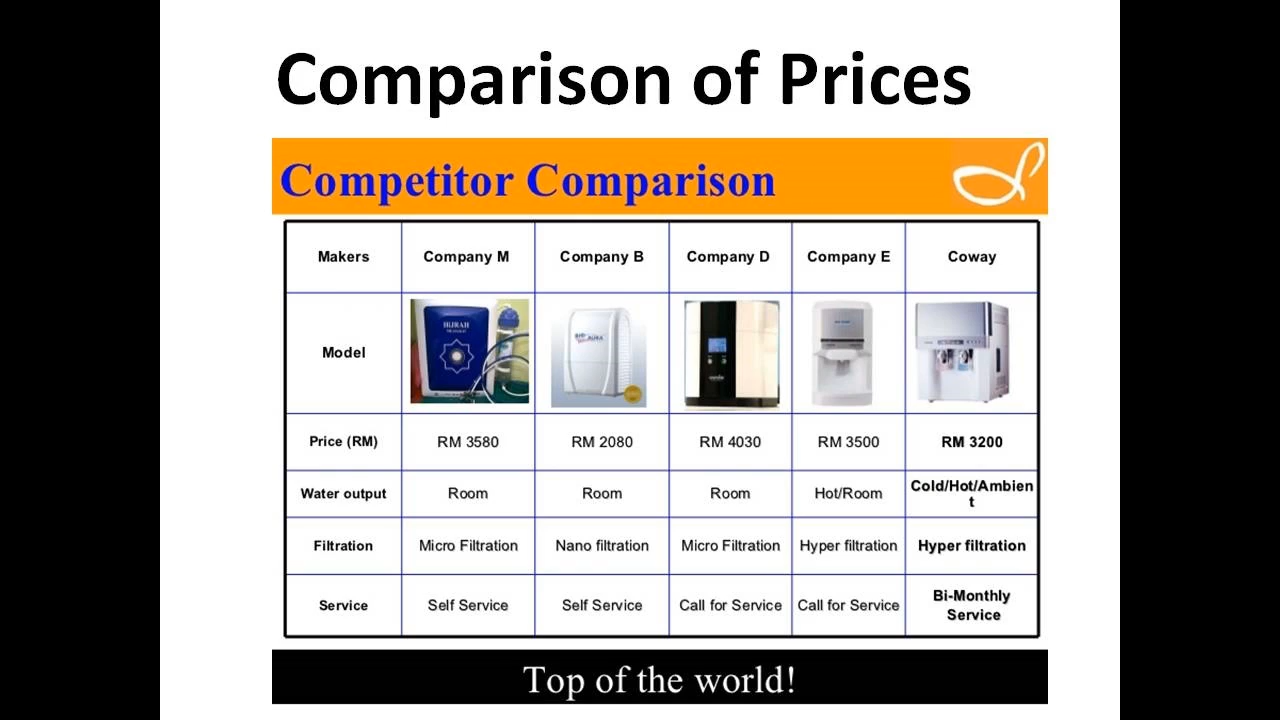 Comparison of Prices
Competitor Comparison
Makers Company M Company B Company D Company E Coway
HIJRAH
Model
Price (RM) RM 3580 RM 2080 RM 4030 RM 3500 RM 3200
Water output Room Room Room Hot/Room Cold/Hot/Ambien
t
Filtration Micro Filtration Nano filtration Micro Filtration Hyper filtration Hyper filtration
Service Self Service Self Service Call for Service Call for Service Bi-Monthly
Service
Top of the world!